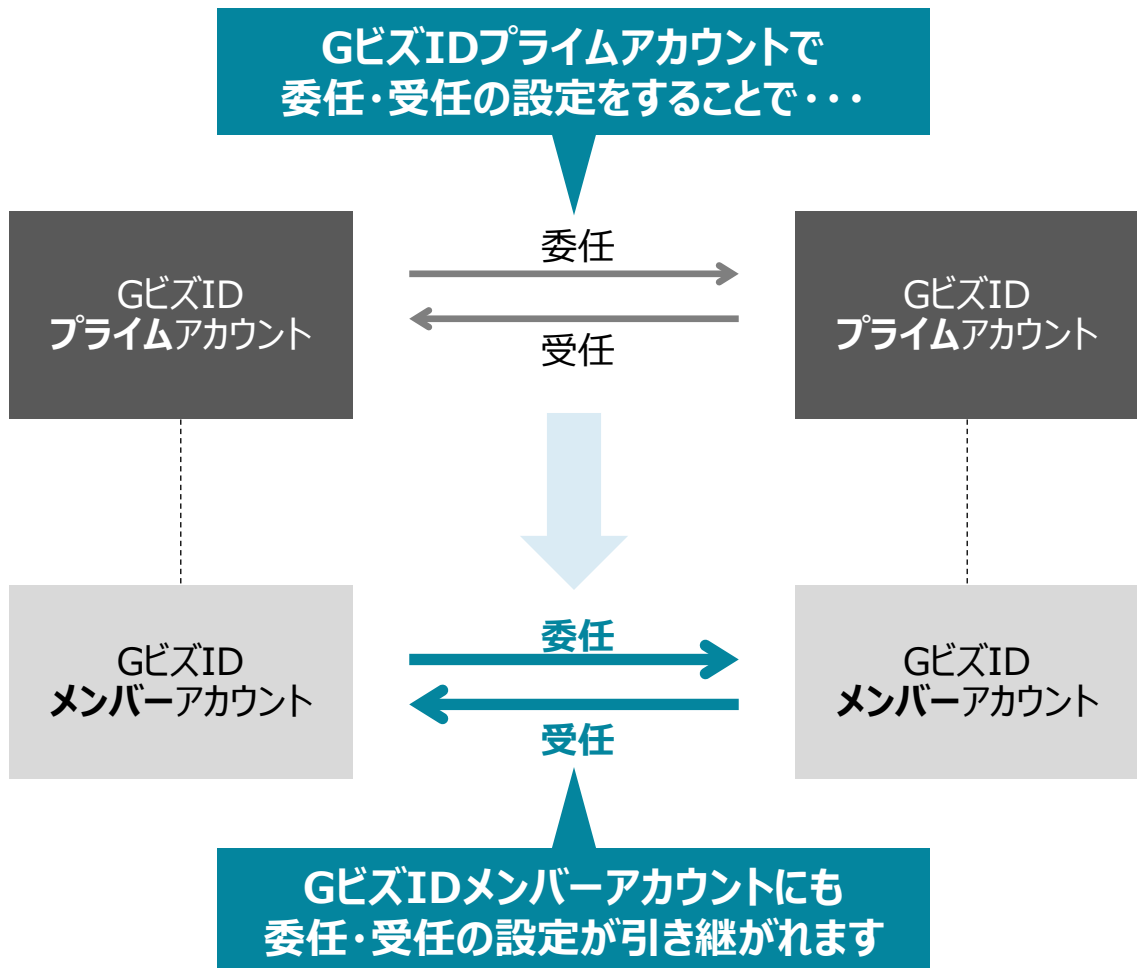 GビズIDプライムアカウントで
委任・受任の設定をすることで・・・
委任
GビズID
プライムアカウント
GビズID
プライムアカウント
受任
委任
GビズID
メンバーアカウント
GビズID
メンバーアカウント
受任
GビズIDメンバーアカウントにも
委任・受任の設定が引き継がれます